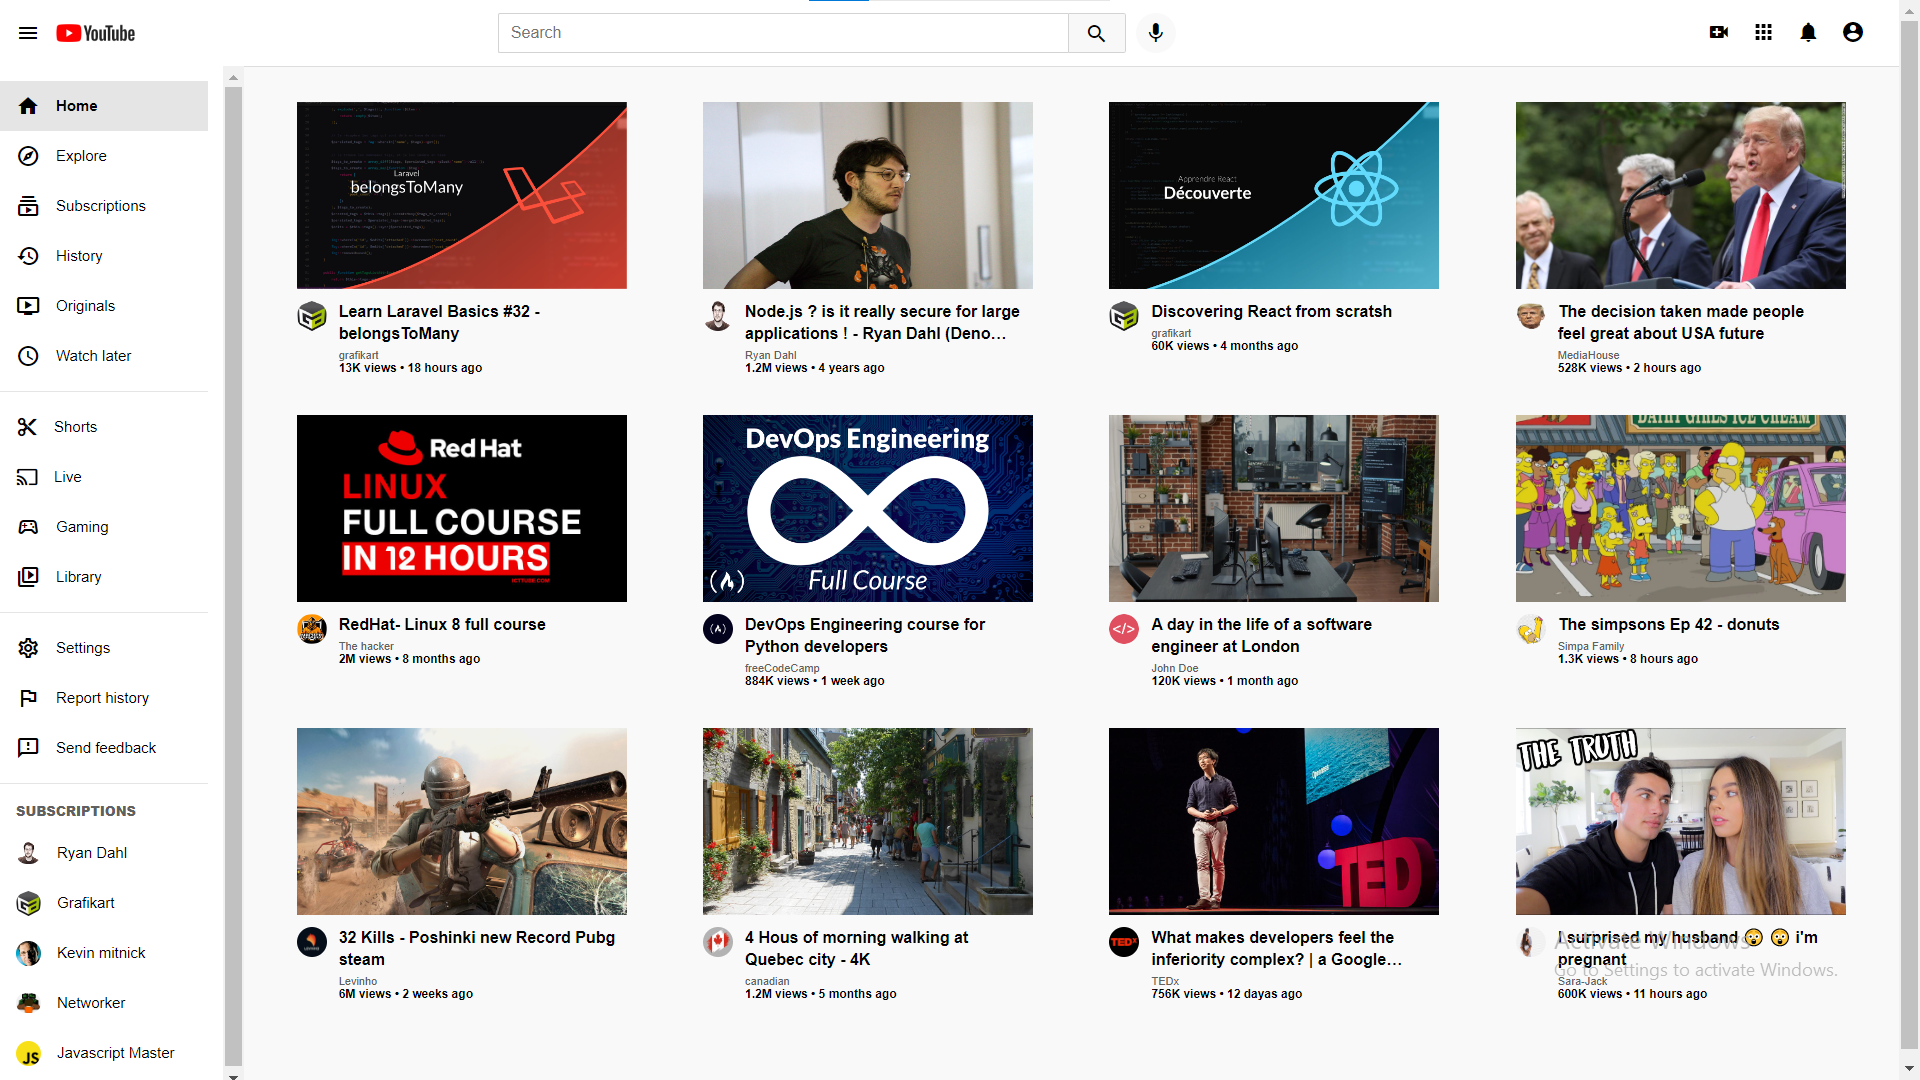 YouTube
Search
Home
Explore
Subscriptions
History
Originals
Watch later
Shorts
Live
Gaming
Library
Settings
Report history
Send feedback
SUBSCRIPTIONS
Ryan Dahl
Grafikart
Kevin mitnick
Networker
JS
Javascript Master
Laravel
belongsToMany
Learn Laravel Basics #32 -
belongsToMany
grafikart
13K views • 18 hours ago
Node.js ? is it really secure for large
applications ! - Ryan Dahl (Deno…
Ryan Dahl
1.2M views • 4 years ago
Apprendre React
Découverte
Discovering React from scratsh
grafikart
60K views • 4 months ago
The decision taken made people
feel great about USA future
MediaHouse
528K views • 2 hours ago
Red Hat
LINUX
FULL COURSE
IN 12 HOURS
RedHat- Linux 8 full course
The hacker
2M views • 8 months ago
DevOps Engineering
Full Course
DevOps Engineering course for
Python developers
freeCodeCamp
884K views • 1 week ago
</>
A day in the life of a software
engineer at London
John Doe
120K views • 1 month ago
DAIRY GIRLS ICE CREAM
The simpsons Ep 42 - donuts
Simpa Family
1.3K views • 8 hours ago
32 Kills - Poshinki new Record Pubg
steam
Levinho
6M views • 2 weeks ago
4 Hous of morning walking at
Quebec city - 4K
canadian
1.2M views • 5 months ago
TED
TEDx
What makes developers feel the
inferiority complex? | a Google…
TEDx
756K views • 12 dayas ago
THE TRUTH
I surprised my husband 😮 😮 i'm
pregnant
Sara-Jack
600K views • 11 hours ago
Activate Windows
Go to Settings to activate Windows.